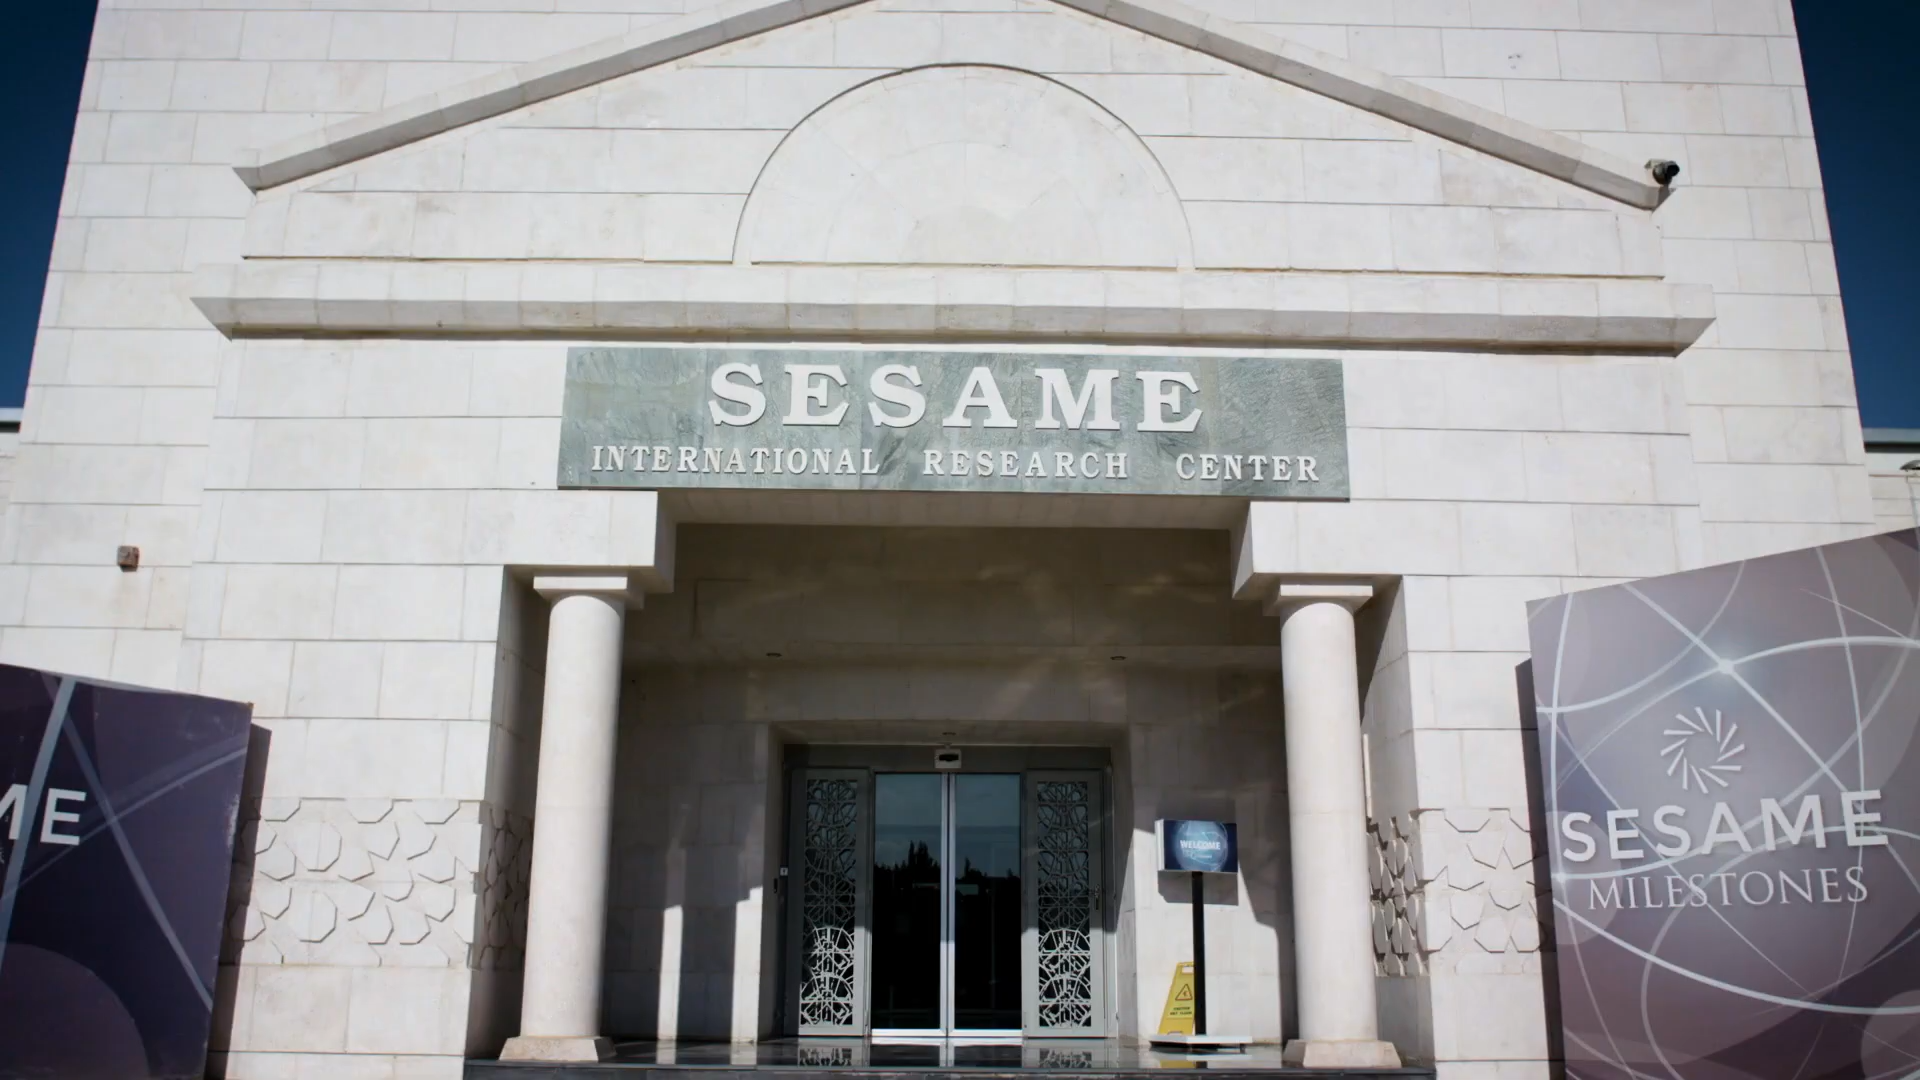 SESAME
INTERNATIONAL RESEARCH CENTER
ME
WELCOME
SESAME
MILESTONES